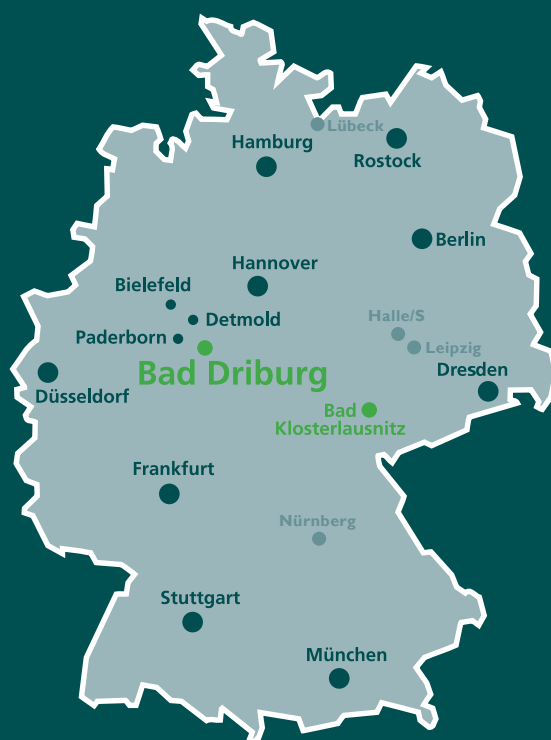 Lübeck
Hamburg
Rostock
Berlin
Hannover
Bielefeld
Halle/S
Detmold
Paderborn
Leipzig
Bad Driburg
Dresden
Düsseldorf
Bad
Klosterlausnitz
Frankfurt
Nürnberg
Stuttgart
München